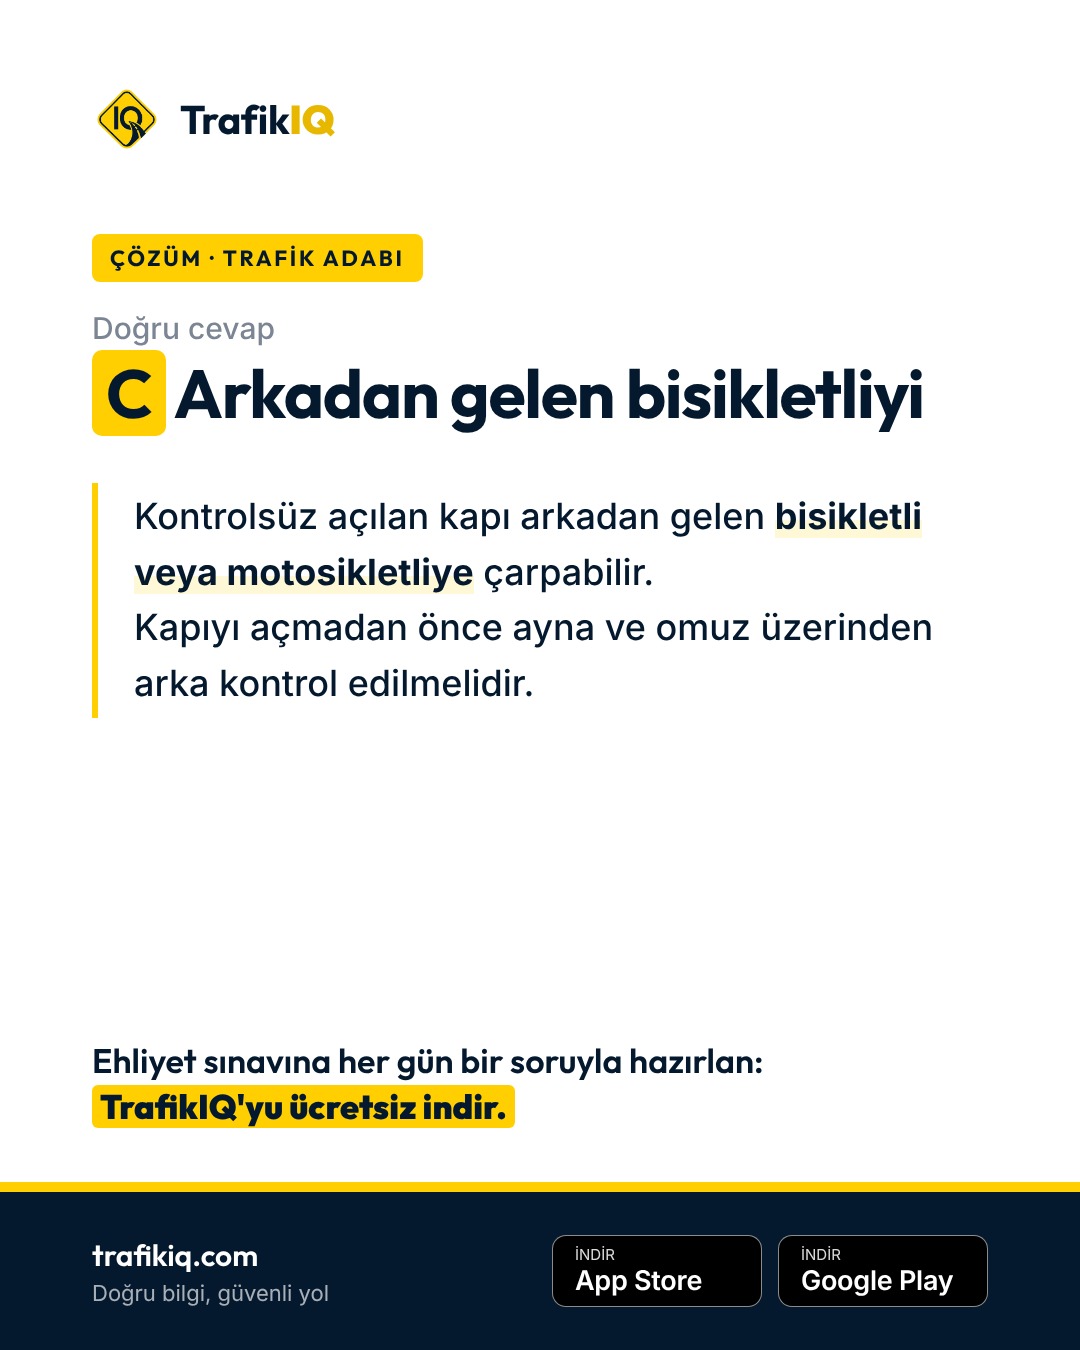 IQ
TrafikIQ
ÇÖZÜM · TRAFİK ADABI
Doğru cevap
C Arkadan gelen bisikletliyi
Kontrolsüz açılan kapı arkadan gelen bisikletli
veya motosikletliye çarpabilir.
Kapıyı açmadan önce ayna ve omuz üzerinden
arka kontrol edilmelidir.
Ehliyet sınavına her gün bir soruyla hazırlan:
TrafikIQ'yu ücretsiz indir.
trafikiq.com
Doğru bilgi, güvenli yol
İNDİR
App Store
İNDİR
Google Play